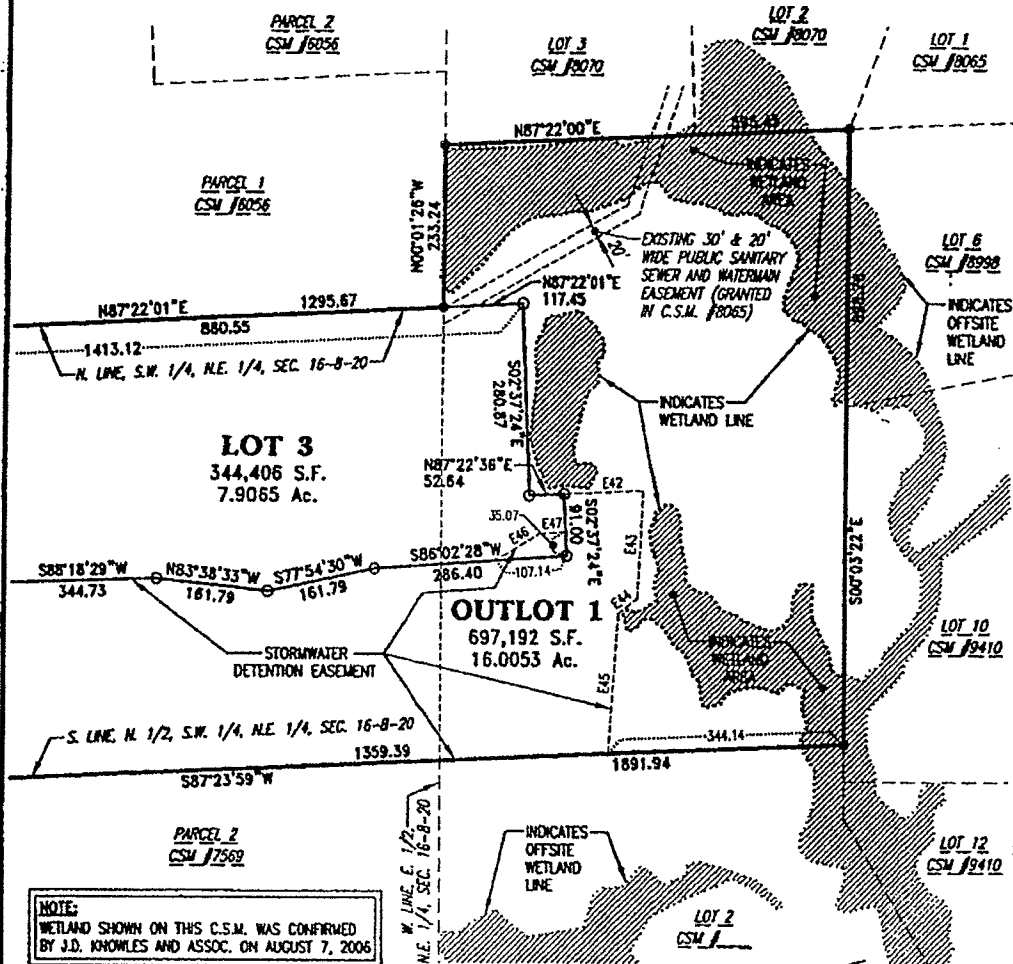 PARCEL 2
CSM #6056
LOT 3
CSM #8070
LOT 2
CSM #8070
LOT 1
CSM #8065
N87°22'00"E
595.43
PARCEL 1
CSM #6056
N00°01'26"W
233.24
INDICATES
WETLAND
AREA
20'
EXISTING 30' & 20'
WIDE PUBLIC SANITARY
SEWER AND WATERMAIN
EASEMENT (GRANTED
IN C.S.M. #8065)
LOT 6
CSM #8998
N87°22'01"E
117.45
N87°22'01"E
1295.67
880.55
1413.12
N. LINE, S.W. 1/4, N.E. 1/4, SEC. 16-8-20
INDICATES
OFFSITE
WETLAND
LINE
S02°37'24"E
280.87
INDICATES
WETLAND LINE
LOT 3
344,406 S.F.
7.9065 Ac.
N87°22'36"E
52.64
E42
35.07
E47
E46
S02°37'24"E
91.00
E43
S00°03'22"E
S88°18'29"W
344.73
N83°38'33"W
161.79
S77°54'30"W
161.79
S86°02'28"W
286.40
107.14
E44
OUTLOT 1
697,192 S.F.
16.0053 Ac.
LOT 10
CSM #9410
STORMWATER
DETENTION EASEMENT
INDICATES
WETLAND
AREA
E45
S. LINE, N. 1/2, S.W. 1/4, N.E. 1/4, SEC. 16-8-20
344.14
1359.39
1891.94
S87°23'59"W
PARCEL 2
CSM #7569
W. LINE, E. 1/2,
N.E. 1/4, SEC. 16-8-20
INDICATES
OFFSITE
WETLAND
LINE
LOT 12
CSM #9410
LOT 2
CSM #____
NOTE:
WETLAND SHOWN ON THIS C.S.M. WAS CONFIRMED
BY J.D. KNOWLES AND ASSOC. ON AUGUST 7, 2006